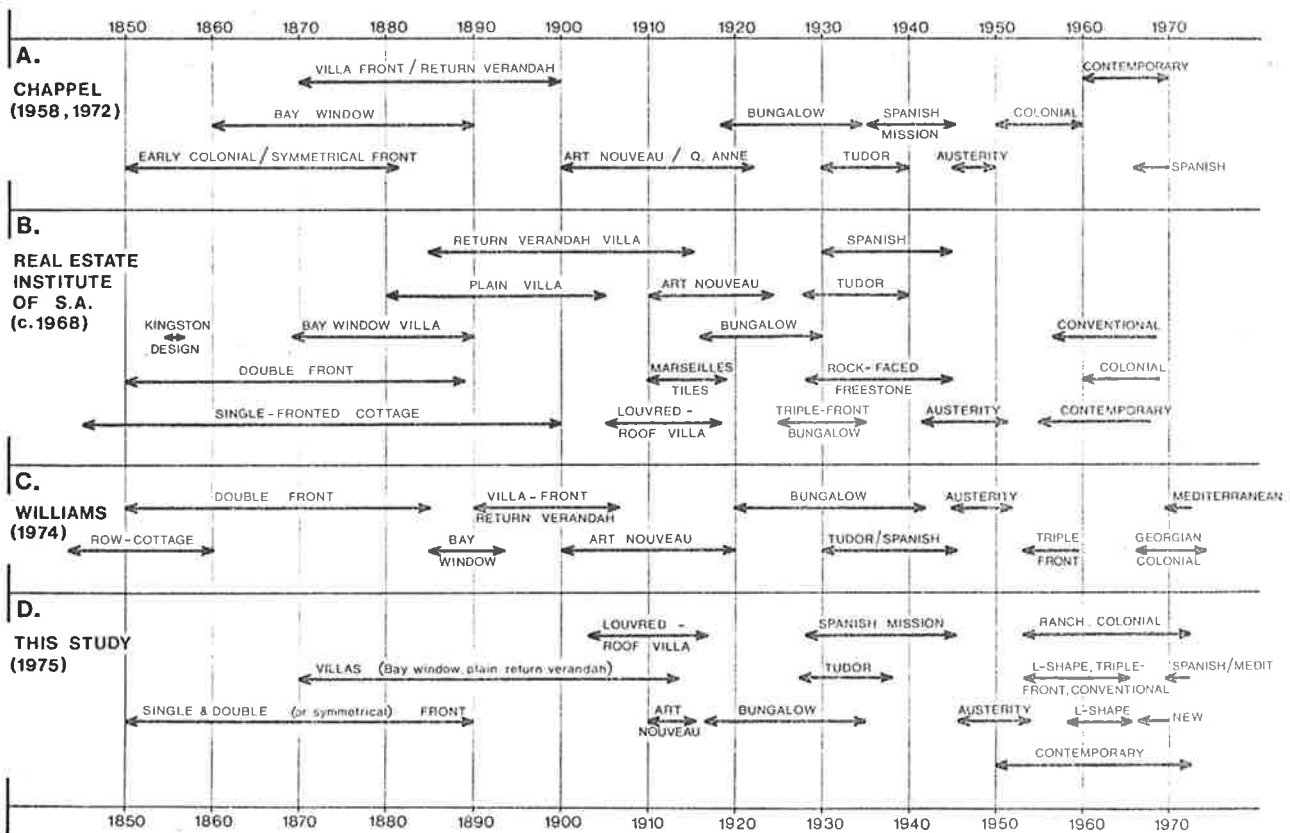 1850 1860 1870 1880 1890 1900 1910 1920 1930 1940 1950 1960 1970
A.
CHAPPEL
(1958, 1972)
VILLA FRONT / RETURN VERANDAH
CONTEMPORARY
BAY WINDOW
BUNGALOW
SPANISH
MISSION
COLONIAL
EARLY COLONIAL / SYMMETRICAL FRONT
ART NOUVEAU / Q. ANNE
TUDOR
AUSTERITY
SPANISH
B.
REAL ESTATE
INSTITUTE
OF S.A.
(c.1968)
RETURN VERANDAH VILLA
SPANISH
PLAIN VILLA
ART NOUVEAU
TUDOR
KINGSTON
DESIGN
BAY WINDOW VILLA
BUNGALOW
CONVENTIONAL
DOUBLE FRONT
MARSEILLES
TILES
ROCK-FACED
FREESTONE
COLONIAL
SINGLE-FRONTED COTTAGE
LOUVRED -
ROOF VILLA
TRIPLE-FRONT
BUNGALOW
AUSTERITY
CONTEMPORARY
C.
WILLIAMS
(1974)
DOUBLE FRONT
VILLA-FRONT
RETURN VERANDAH
BUNGALOW
AUSTERITY
MEDITERRANEAN
ROW-COTTAGE
BAY
WINDOW
ART NOUVEAU
TUDOR/SPANISH
TRIPLE
FRONT
GEORGIAN
COLONIAL
D.
THIS STUDY
(1975)
LOUVRED -
ROOF VILLA
SPANISH MISSION
RANCH, COLONIAL
VILLAS (Bay window, plain return verandah)
TUDOR
L-SHAPE, TRIPLE-
FRONT, CONVENTIONAL
SPANISH/MEDIT
SINGLE & DOUBLE (or symmetrical) FRONT
ART
NOUVEAU
BUNGALOW
AUSTERITY
L-SHAPE
NEW
CONTEMPORARY
1850 1860 1870 1880 1890 1900 1910 1920 1930 1940 1950 1960 1970